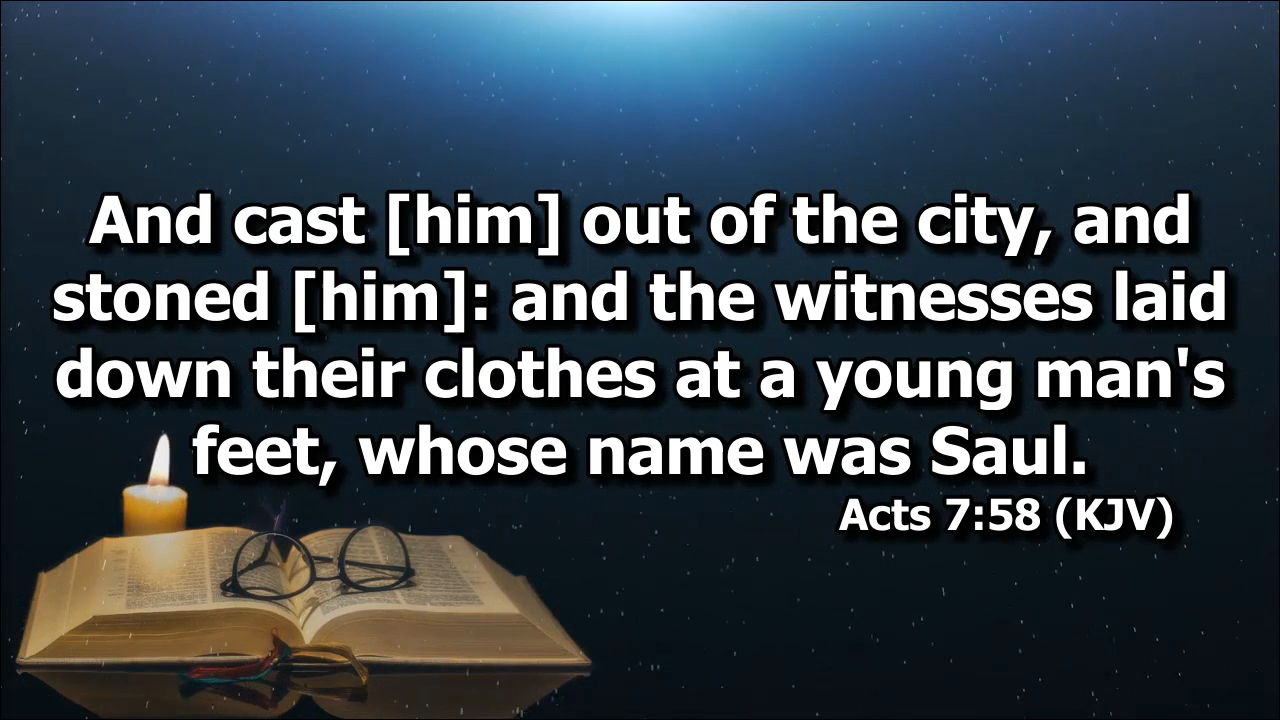 And cast [him] out of the city, and
stoned [him]: and the witnesses laid
down their clothes at a young man's
feet, whose name was Saul.
Acts 7:58 (KJV)